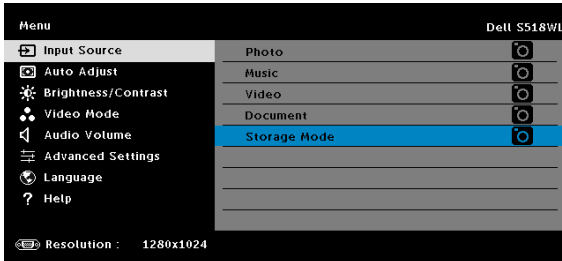 Menu
Dell S518WL
Input Source
Photo
Auto Adjust
Music
Brightness/Contrast
Video
Video Mode
Document
Audio Volume
Storage Mode
Advanced Settings
Language
? Help
Resolution : 1280x1024